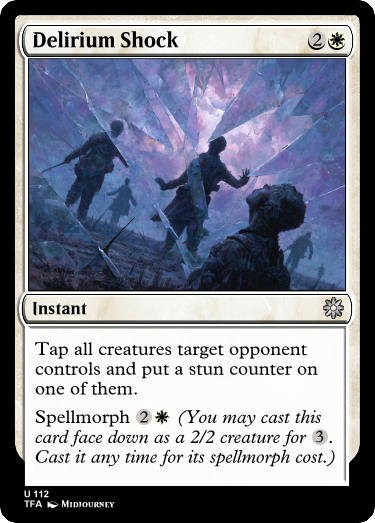 Delirium Shock 2
Instant
Tap all creatures target opponent
controls and put a stun counter on
one of them.
Spellmorph 2 (You may cast this
card face down as a 2/2 creature for 3.
Cast it any time for its spellmorph cost.)
U 112
TFA Midjourney